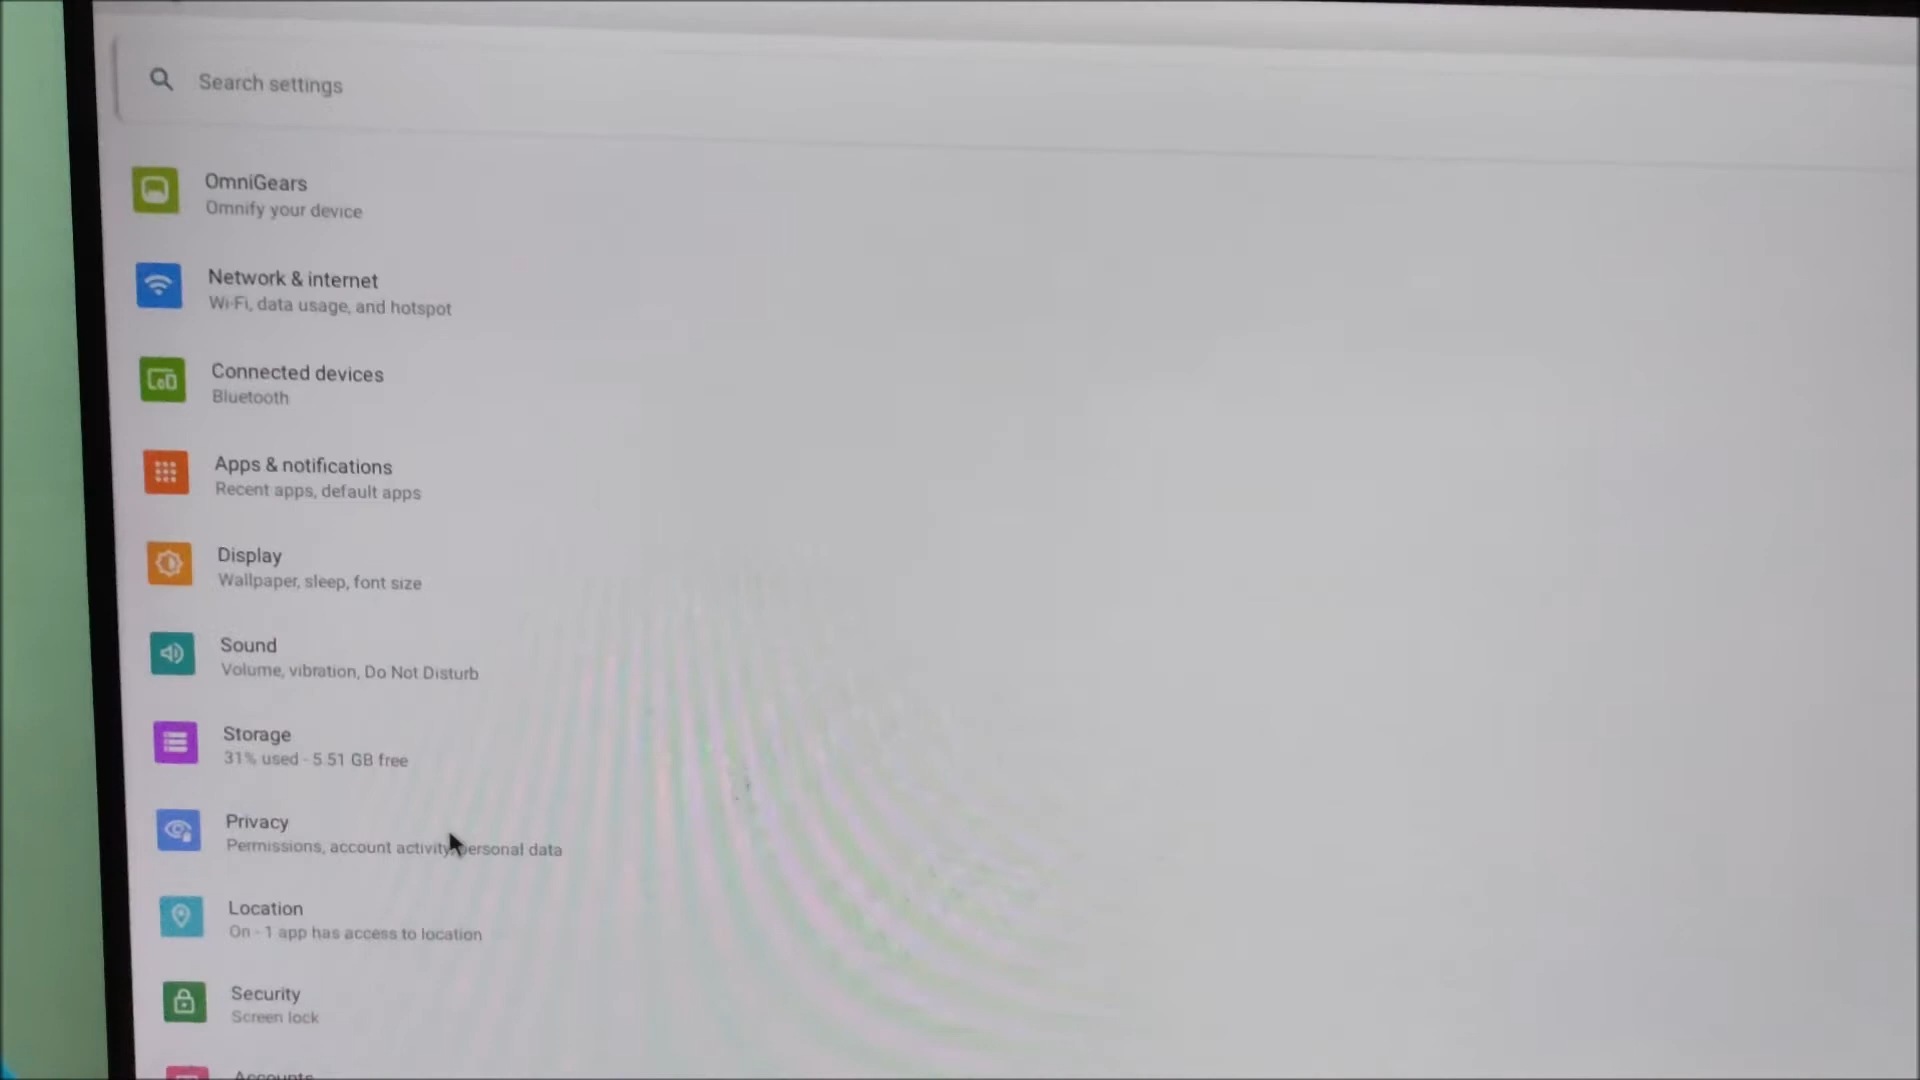 Search settings
OmniGears
Omnify your device
Network & internet
Wi-Fi, data usage, and hotspot
Connected devices
Bluetooth
Apps & notifications
Recent apps, default apps
Display
Wallpaper, sleep, font size
Sound
Volume, vibration, Do Not Disturb
Storage
31% used - 5.51 GB free
Privacy
Permissions, account activity, personal data
Location
On - 1 app has access to location
Security
Screen lock
Accounts